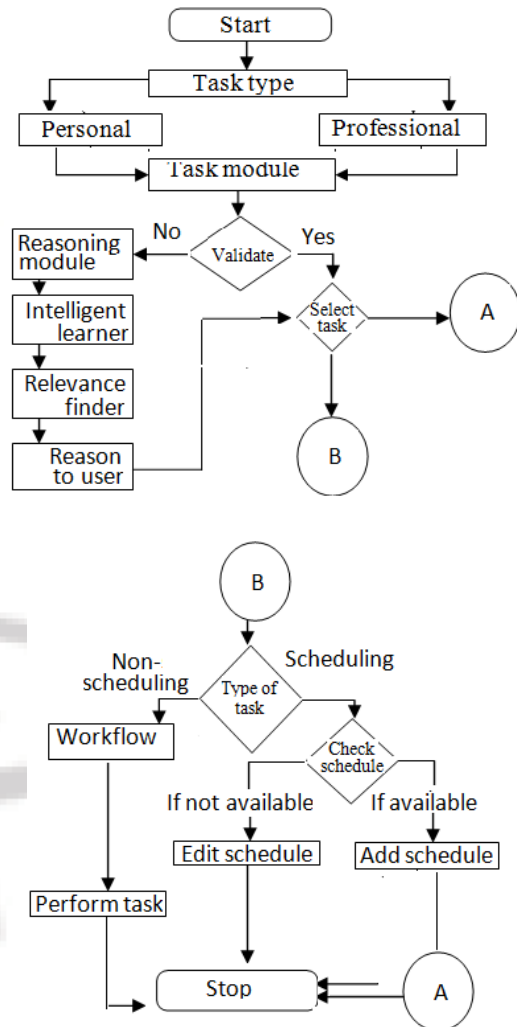 Start
Task type
Personal
Professional
Task module
No
Yes
Validate
Reasoning
module
Select
task
A
Intelligent
learner
Relevance
finder
B
Reason
to user
B
Non-
scheduling
Scheduling
Type of
task
Workflow
Check
schedule
If not available
If available
Edit schedule
Add schedule
Perform task
Stop
A